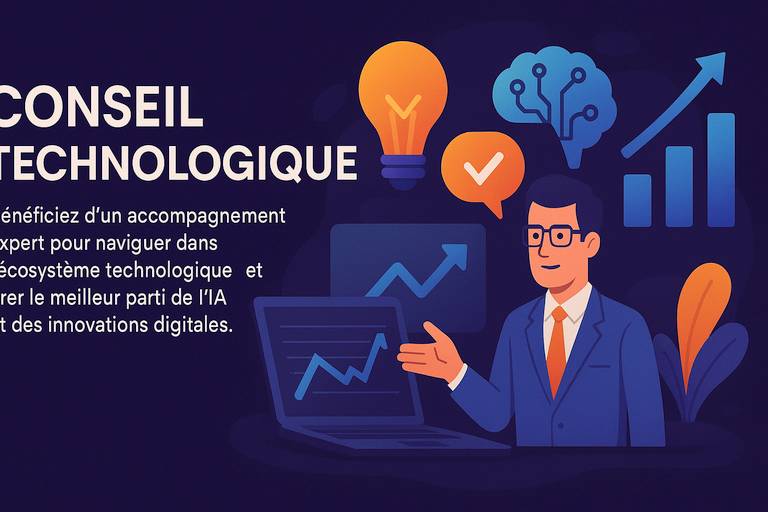 CONSEIL
TECHNOLOGIQUE
énéficiez d'un accompagnement
xpert pour naviguer dans
écosystème technologique et
rer le meilleur parti de l'IA
t des innovations digitales.